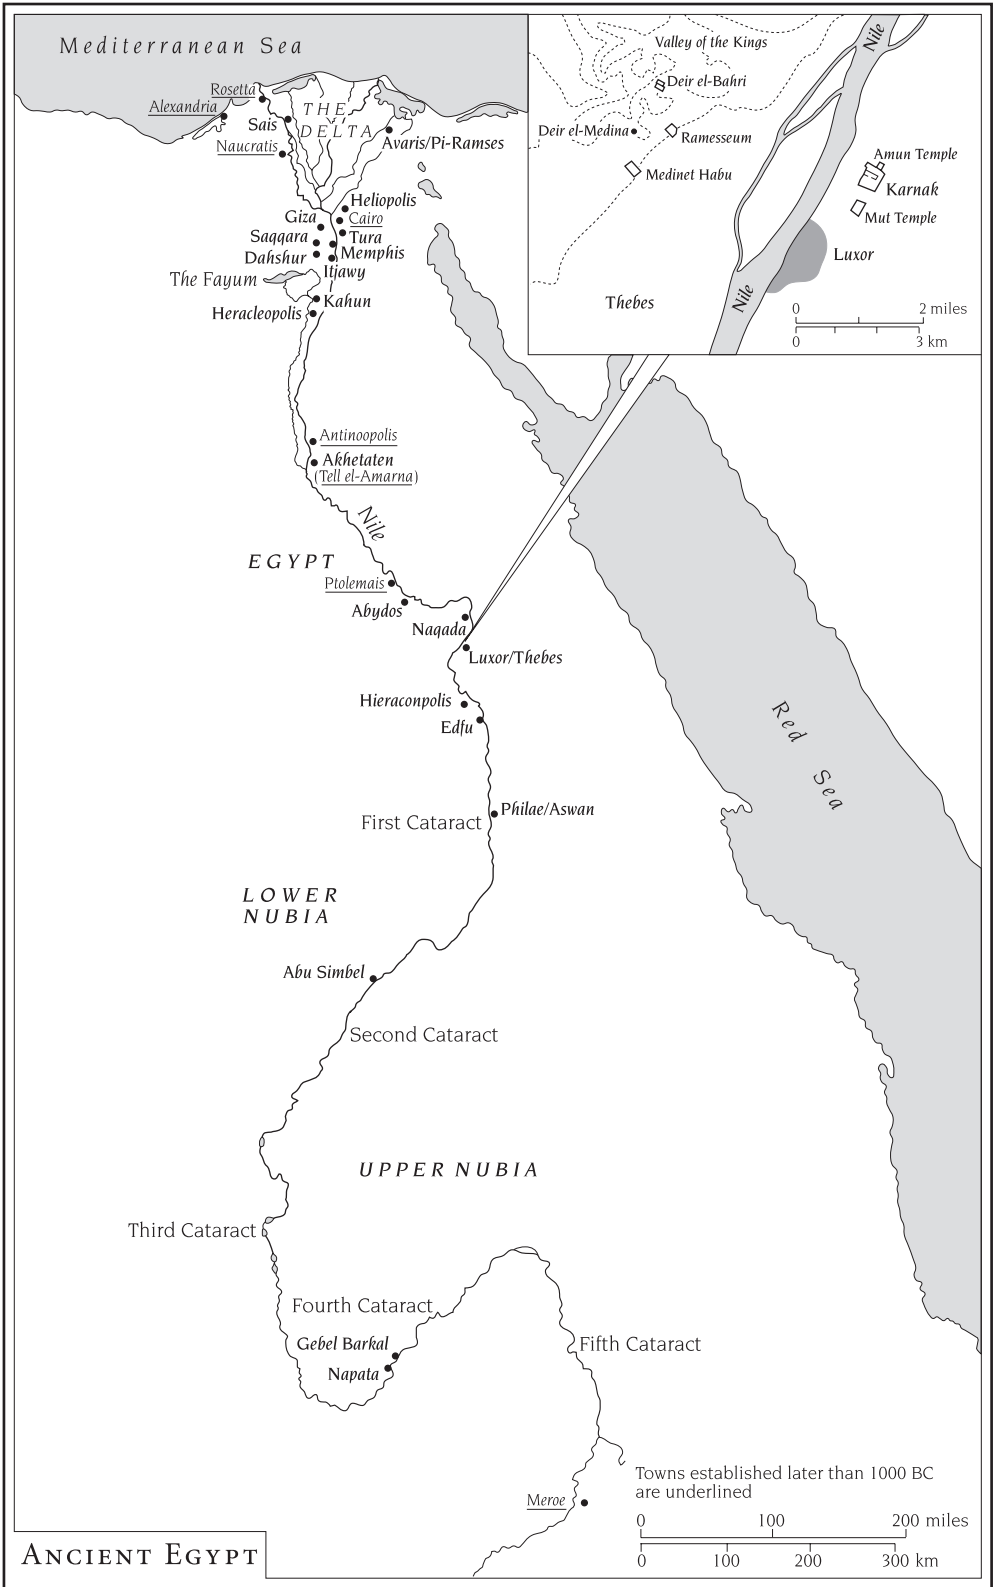 Mediterranean Sea
Rosetta
Alexandria
Sais
Naucratis
THE
DELTA
Avaris/Pi-Ramses
Heliopolis
Giza
Cairo
Saqqara
Tura
Memphis
Dahshur
Itjawy
The Fayum
Kahun
Heracleopolis
Antinoopolis
Akhetaten
(Tell el-Amarna)
Nile
EGYPT
Ptolemais
Abydos
Naqada
Luxor/Thebes
Hieraconpolis
Edfu
Philae/Aswan
First Cataract
LOWER
NUBIA
Abu Simbel
Second Cataract
UPPER NUBIA
Third Cataract
Fourth Cataract
Gebel Barkal
Napata
Fifth Cataract
Meroe
Red Sea
Valley of the Kings
Nile
Deir el-Bahri
Deir el-Medina
Ramesseum
Medinet Habu
Amun Temple
Karnak
Mut Temple
Luxor
Nile
Thebes
0 2 miles
0 3 km
Towns established later than 1000 BC
are underlined
0 100 200 miles
0 100 200 300 km
ANCIENT EGYPT